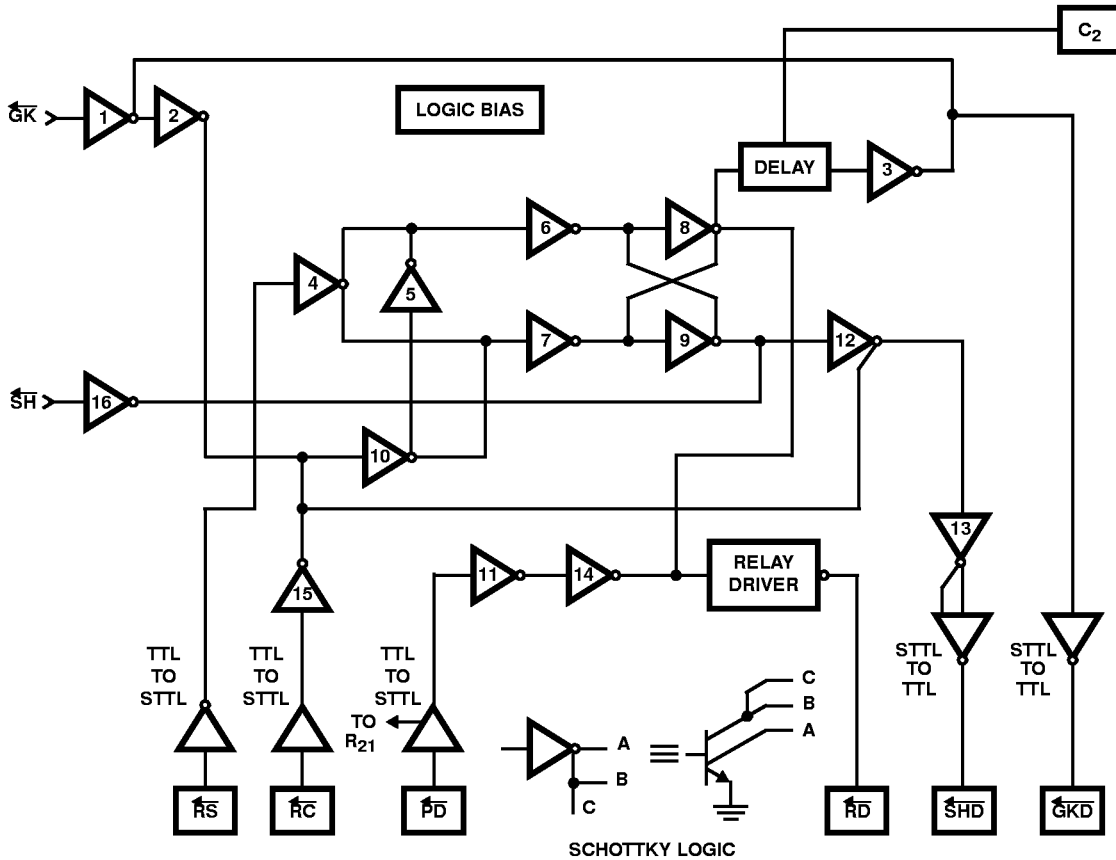 C2
GK
1
2
LOGIC BIAS
DELAY
3
6
8
4
5
7
9
12
SH
16
10
13
11
14
RELAY
DRIVER
15
TTL
TO
STTL
TTL
TO
STTL
TTL
TO
STTL
STTL
TO
TTL
STTL
TO
TTL
TO
R21
A
B
C
C
B
A
RS
RC
PD
RD
SHD
GKD
SCHOTTKY LOGIC